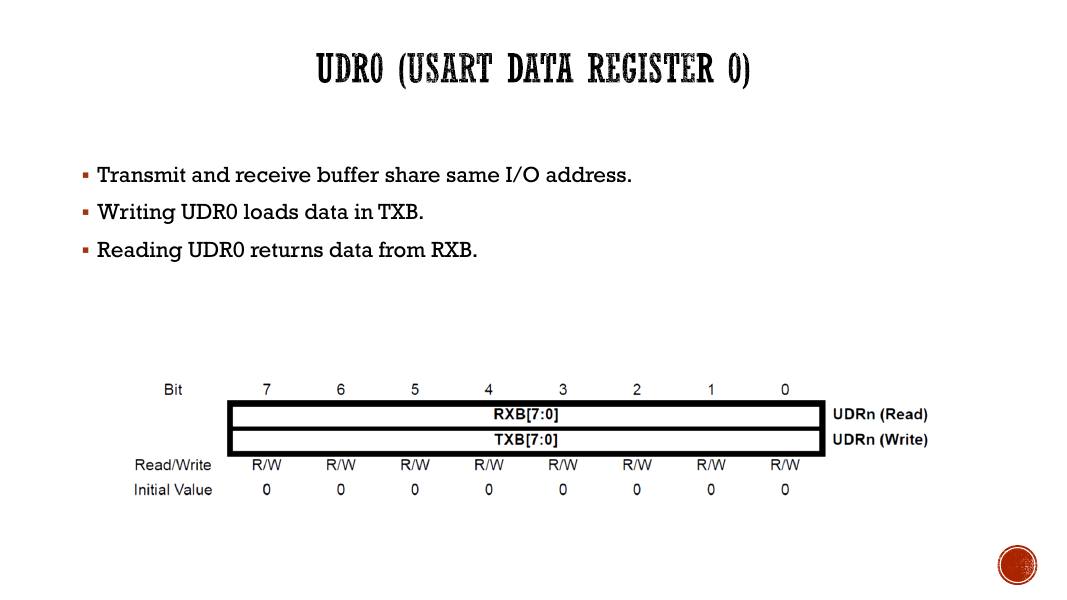 UDR0 (USART DATA REGISTER 0)
▪ Transmit and receive buffer share same I/O address.
▪ Writing UDR0 loads data in TXB.
▪ Reading UDR0 returns data from RXB.
Bit 7 6 5 4 3 2 1 0
RXB[7:0] UDRn (Read)
TXB[7:0] UDRn (Write)
Read/Write R/W R/W R/W R/W R/W R/W R/W R/W
Initial Value 0 0 0 0 0 0 0 0